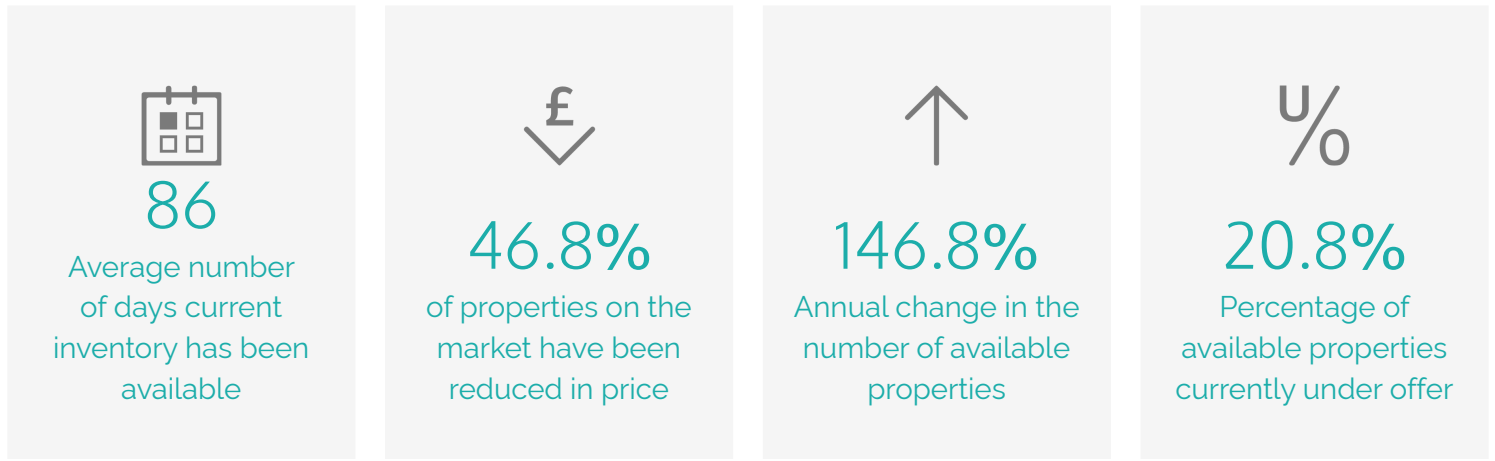 86
Average number
of days current
inventory has been
available
£
46.8%
of properties on the
market have been
reduced in price
146.8%
Annual change in the
number of available
properties
U%
20.8%
Percentage of
available properties
currently under offer